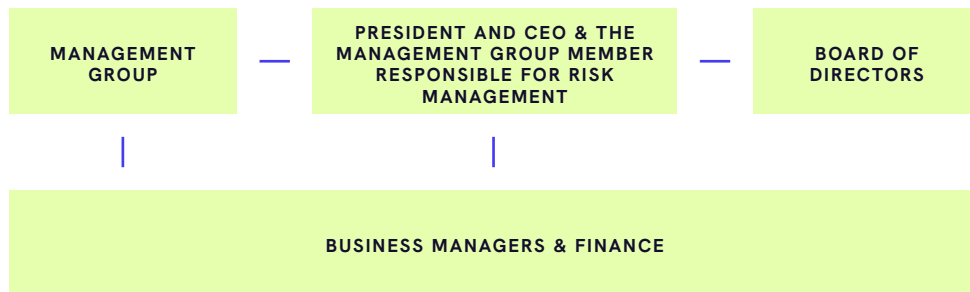 MANAGEMENT
GROUP
PRESIDENT AND CEO & THE
MANAGEMENT GROUP MEMBER
RESPONSIBLE FOR RISK
MANAGEMENT
BOARD OF
DIRECTORS
BUSINESS MANAGERS & FINANCE